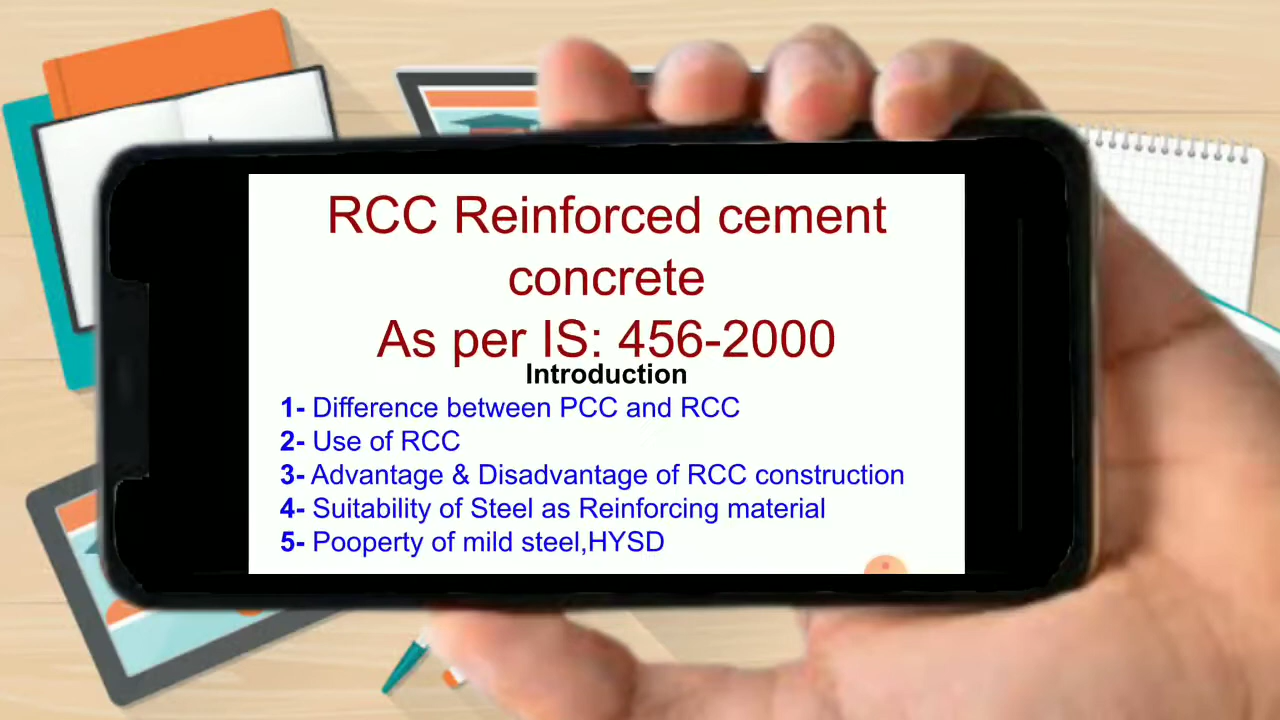 RCC Reinforced cement
concrete
As per IS: 456-2000
Introduction
1- Difference between PCC and RCC
2- Use of RCC
3- Advantage & Disadvantage of RCC construction
4- Suitability of Steel as Reinforcing material
5- Pooperty of mild steel,HYSD